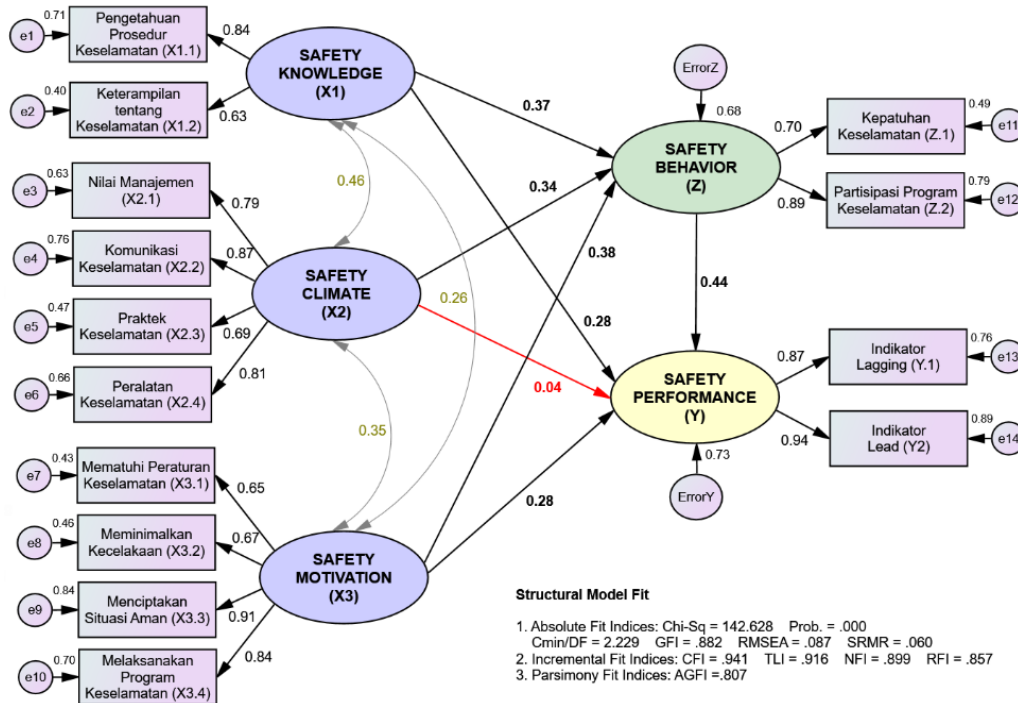 0.71
e1
Pengetahuan
Prosedur
Keselamatan (X1.1)
0.84
0.40
e2
Keterampilan
tentang
Keselamatan (X1.2)
0.63
SAFETY
KNOWLEDGE
(X1)
0.63
e3
Nilai Manajemen
(X2.1)
0.79
0.76
e4
Komunikasi
Keselamatan (X2.2)
0.87
0.47
e5
Praktek
Keselamatan (X2.3)
0.69
0.66
e6
Peralatan
Keselamatan (X2.4)
0.81
SAFETY
CLIMATE
(X2)
0.43
e7
Mematuhi Peraturan
Keselamatan (X3.1)
0.65
0.46
e8
Meminimalkan
Kecelakaan (X3.2)
0.67
0.84
e9
Menciptakan
Situasi Aman (X3.3)
0.91
0.70
e10
Melaksanakan
Program
Keselamatan (X3.4)
0.84
SAFETY
MOTIVATION
(X3)
0.46
0.26
0.35
0.37
0.34
0.38
0.28
0.04
0.28
0.44
ErrorZ
0.68
SAFETY
BEHAVIOR
(Z)
0.70
Kepatuhan
Keselamatan (Z.1)
0.49
e11
0.89
Partisipasi Program
Keselamatan (Z.2)
0.79
e12
SAFETY
PERFORMANCE
(Y)
0.73
ErrorY
0.87
Indikator
Lagging (Y.1)
0.76
e13
0.94
Indikator
Lead (Y2)
0.89
e14
Structural Model Fit
1. Absolute Fit Indices: Chi-Sq = 142.628 Prob. = .000
Cmin/DF = 2.229 GFI = .882 RMSEA = .087 SRMR = .060
2. Incremental Fit Indices: CFI = .941 TLI = .916 NFI = .899 RFI = .857
3. Parsimony Fit Indices: AGFI =.807